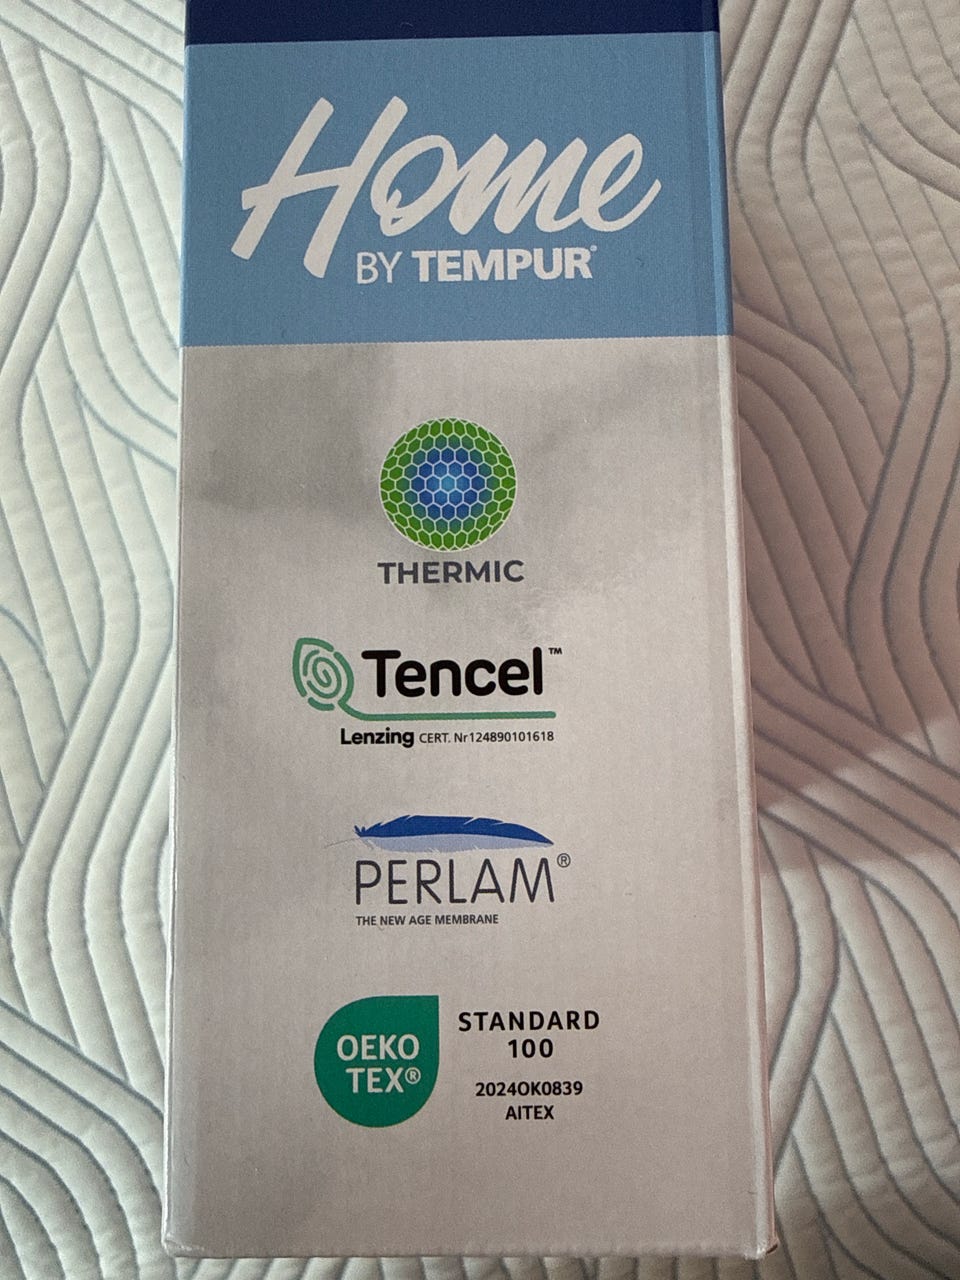 Home
BY TEMPUR®
THERMIC
Tencel™
Lenzing CERT. Nr124890101618
PERLAM®
THE NEW AGE MEMBRANE
OEKO
TEX®
STANDARD
100
2024OK0839
AITEX